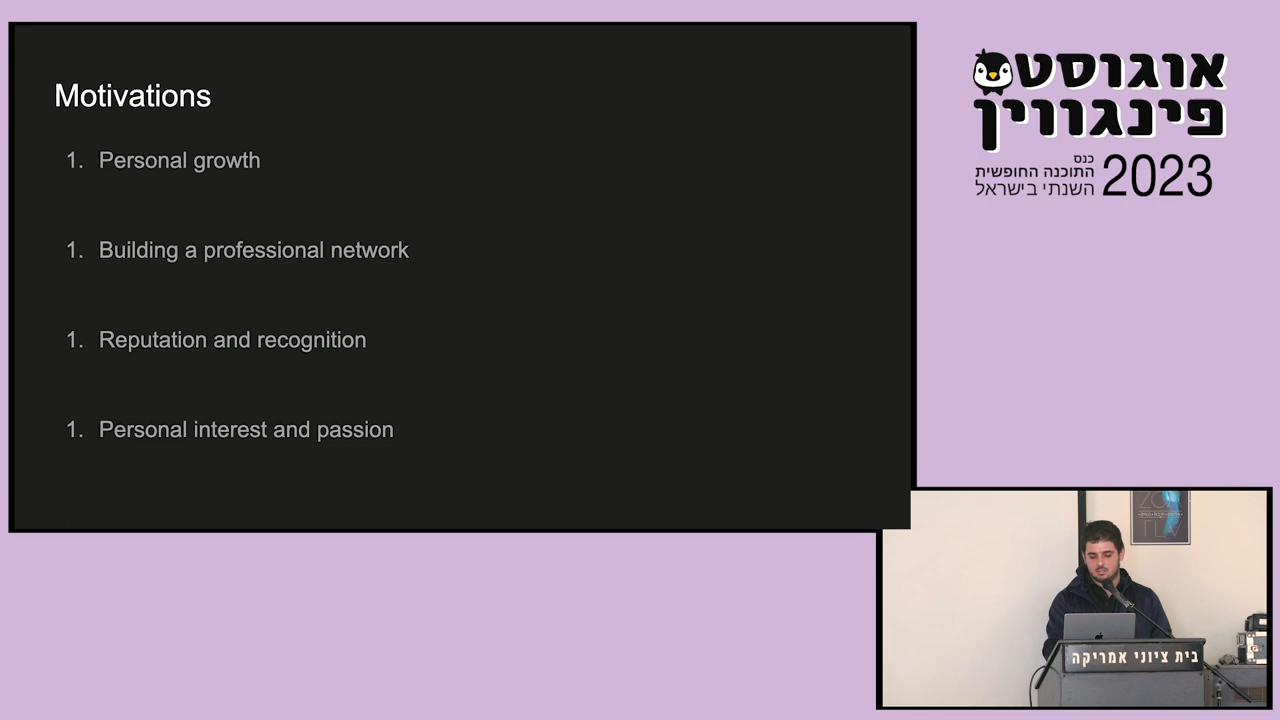 Motivations
1. Personal growth
1. Building a professional network
1. Reputation and recognition
1. Personal interest and passion
אוגוסט
פינגווין
כנס
התוכנה החופשית
השנתי בישראל
2023
TLV
בית ציוני אמריקה